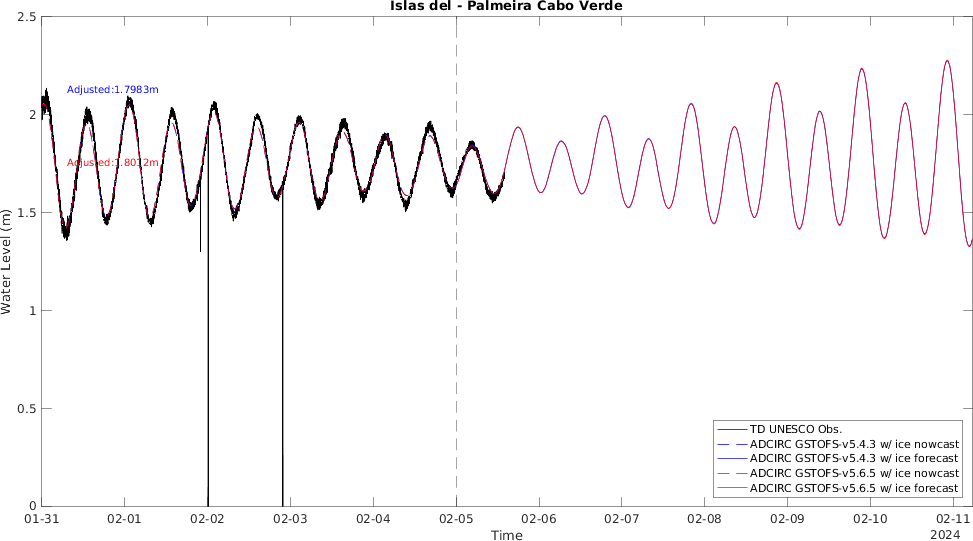 Islas del - Palmeira Cabo Verde
2.5
Adjusted:1.7983m
2
Adjusted:1.8012m
1.5
Water Level (m)
1
0.5
TD UNESCO Obs.
ADCIRC GSTOFS-v5.4.3 w/ ice nowcast
ADCIRC GSTOFS-v5.4.3 w/ ice forecast
ADCIRC GSTOFS-v5.6.5 w/ ice nowcast
ADCIRC GSTOFS-v5.6.5 w/ ice forecast
0
01-31 02-01 02-02 02-03 02-04 02-05 02-06 02-07 02-08 02-09 02-10 02-11
Time 2024